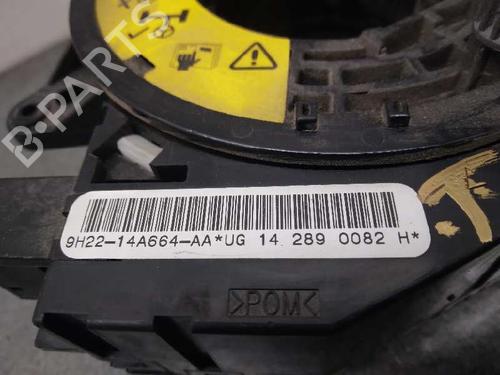 B-PARTS
9H22-14A664-AA*UG 14 289 0082 H*
>POM<